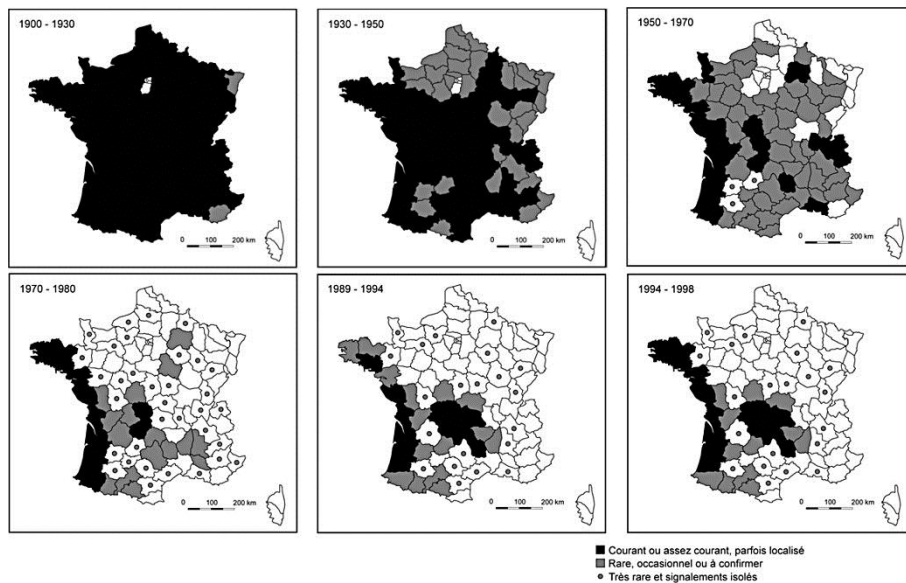 1900 - 1930
0 100 200 km
1930 - 1950
0 100 200 km
1950 - 1970
0 100 200 km
1970 - 1980
0 100 200 km
1989 - 1994
0 100 200 km
1994 - 1998
0 100 200 km
Courant ou assez courant, parfois localisé
Rare, occasionnel ou à confirmer
Très rare et signalements isolés